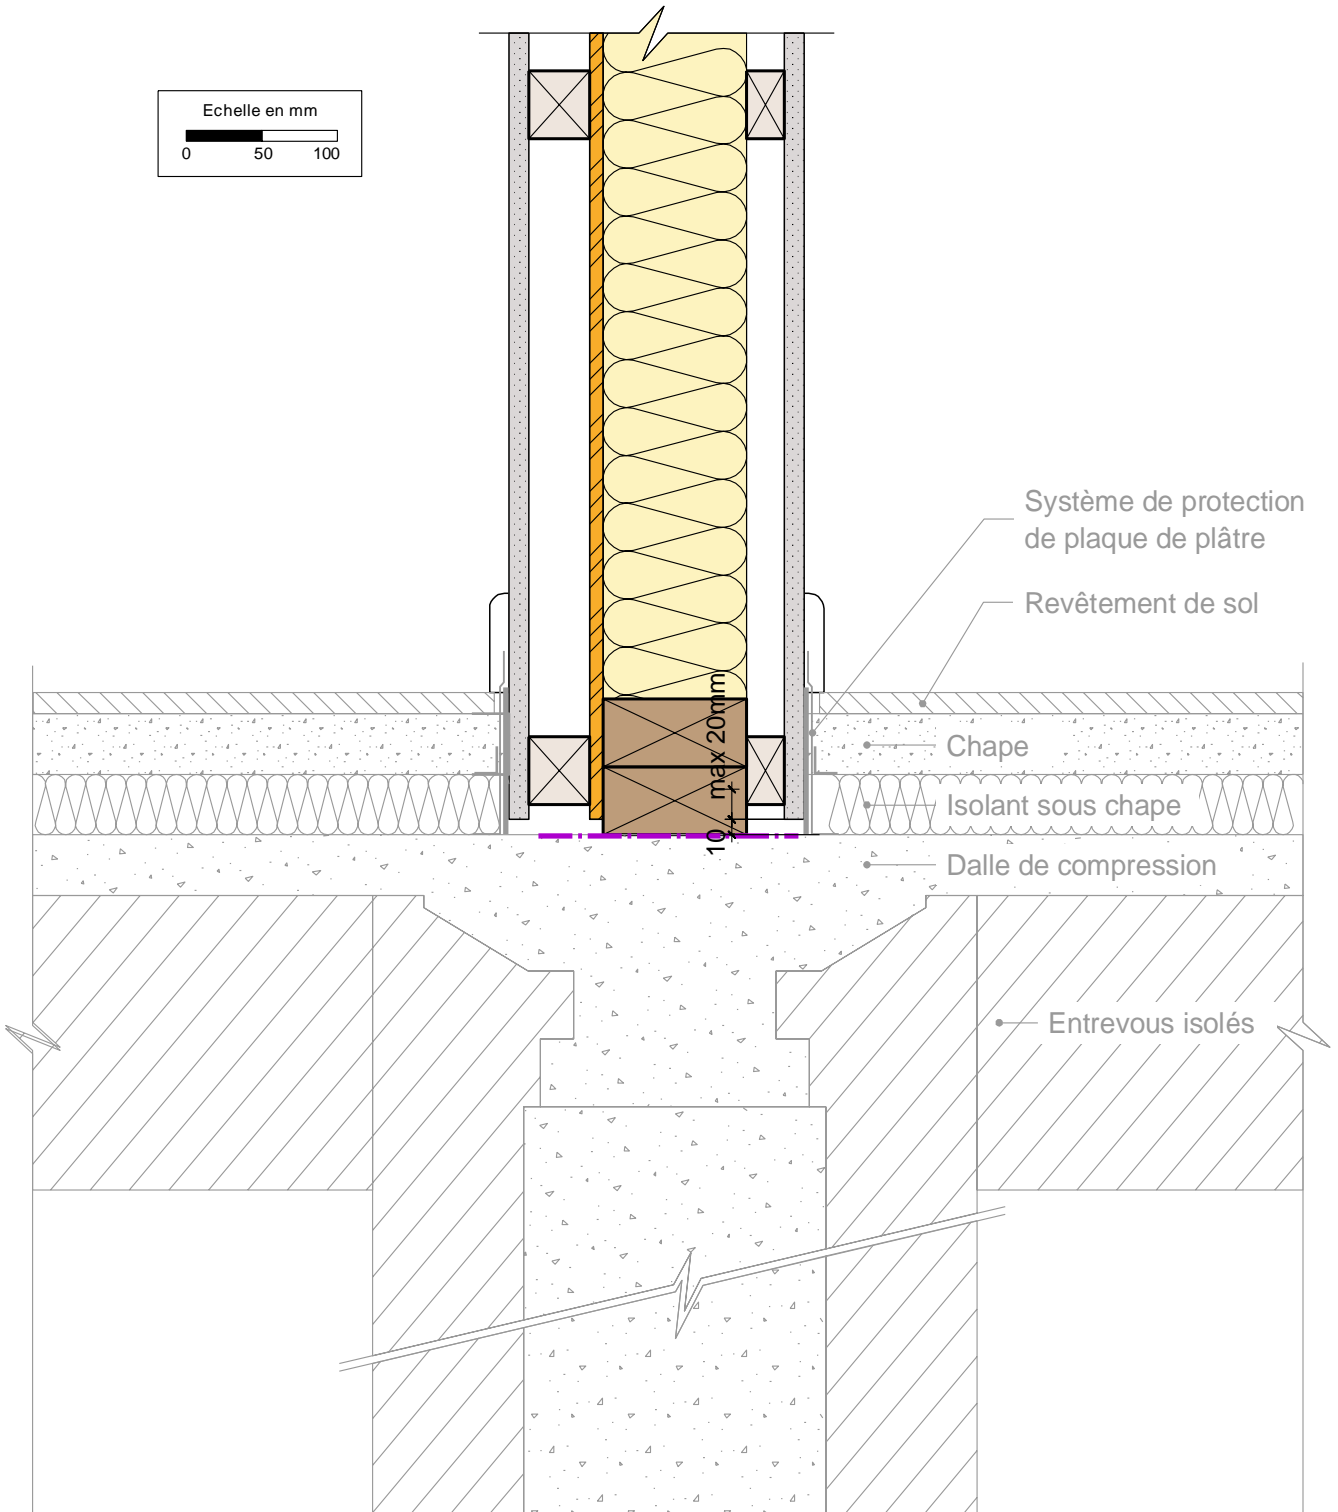 Echelle en mm
0 50 100
Système de protection
de plaque de plâtre
Revêtement de sol
max 20mm
10
Chape
Isolant sous chape
Dalle de compression
Entrevous isolés